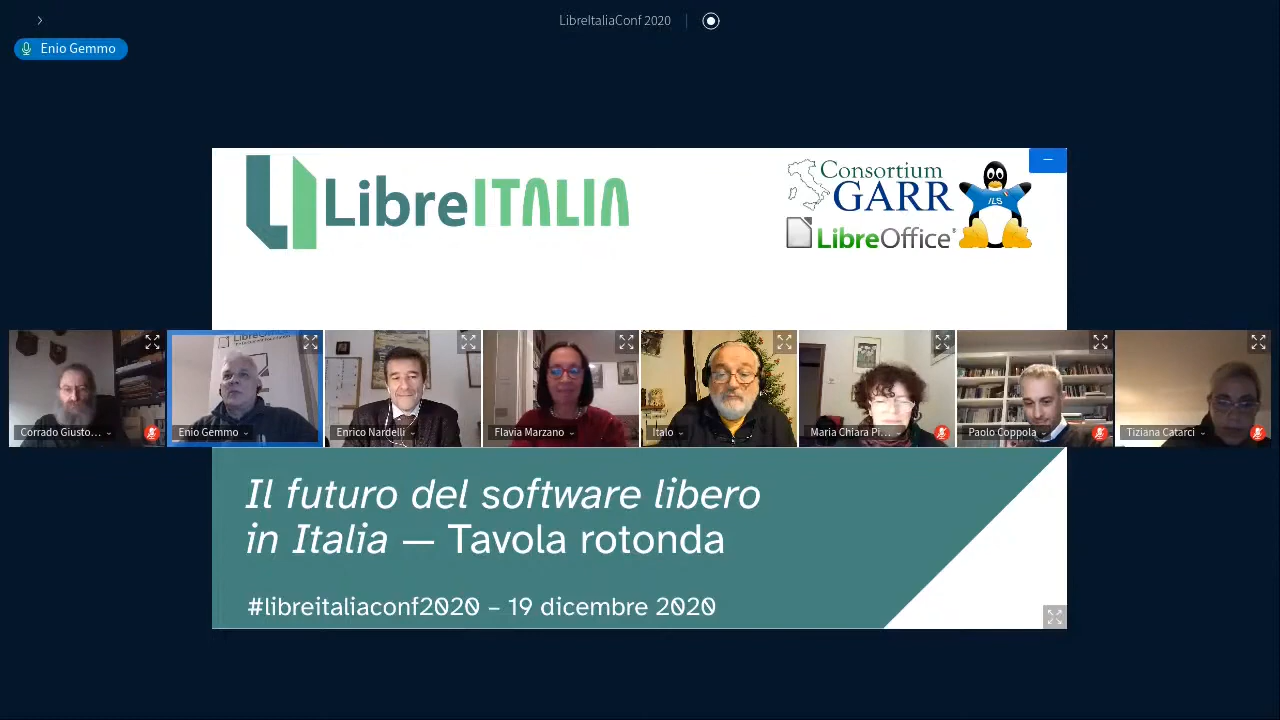 LibreItaliaConf 2020
Enio Gemmo
LibreITALIA
Consortium
GARR
ILS
LibreOffice
LibreOffice
Corrado Giusto...
Enio Gemmo
Enrico Nardelli
Flavia Marzano
Italo
Maria Chiara Pi...
Paolo Coppola
Tiziana Catarci
Il futuro del software libero
in Italia — Tavola rotonda
#libreitaliaconf2020 – 19 dicembre 2020